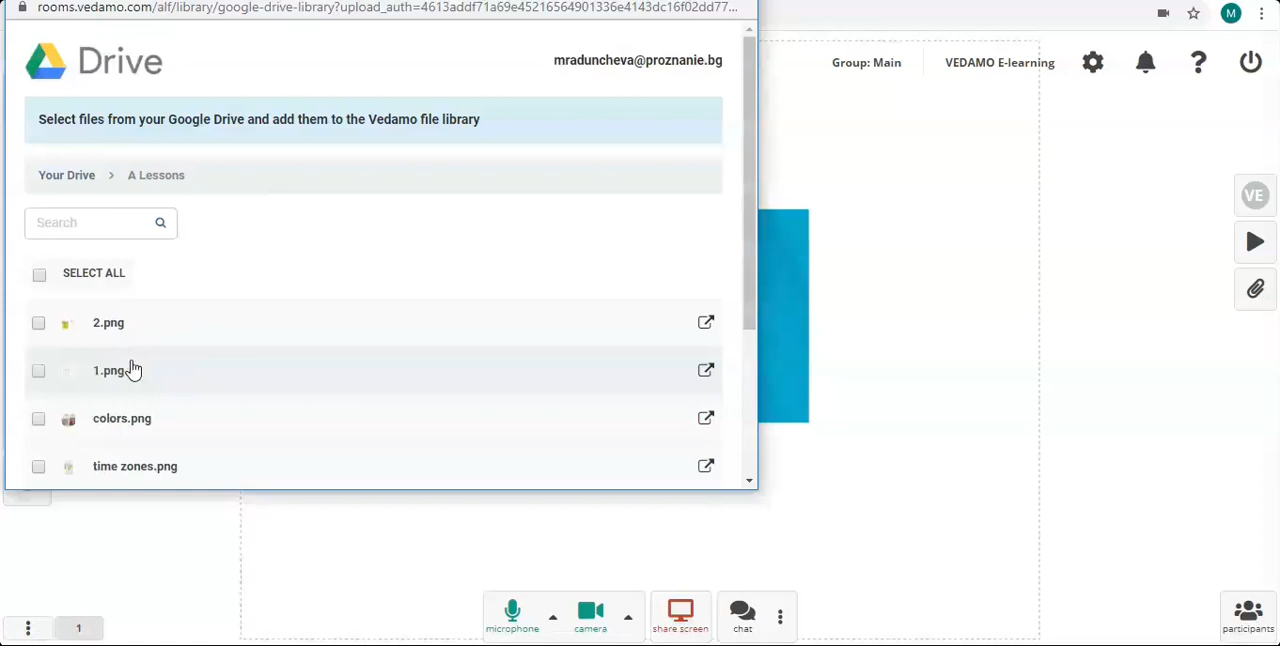 rooms.vedamo.com/alf/library/google-drive-library?upload_auth=4613addf71a69e45216564901336e4143dc16f02dd77...
M
Drive
mraduncheva@proznanie.bg
Group: Main
VEDAMO E-learning
?
Select files from your Google Drive and add them to the Vedamo file library
Your Drive > A Lessons
VE
Search
SELECT ALL
2.png
1.png
colors.png
time zones.png
1
microphone
camera
share screen
chat
participants